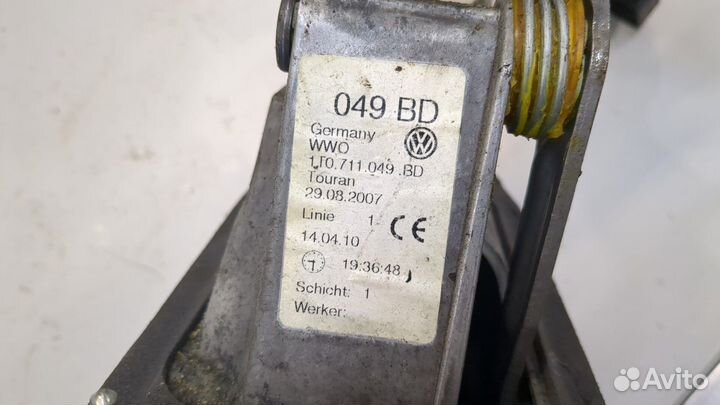 049 BD
Germany
WWO
1T0.711.049 .BD
Touran
29.08.2007
Linie 1
CE
14.04.10
19:36:48
Schicht: 1
Werker:
Avito